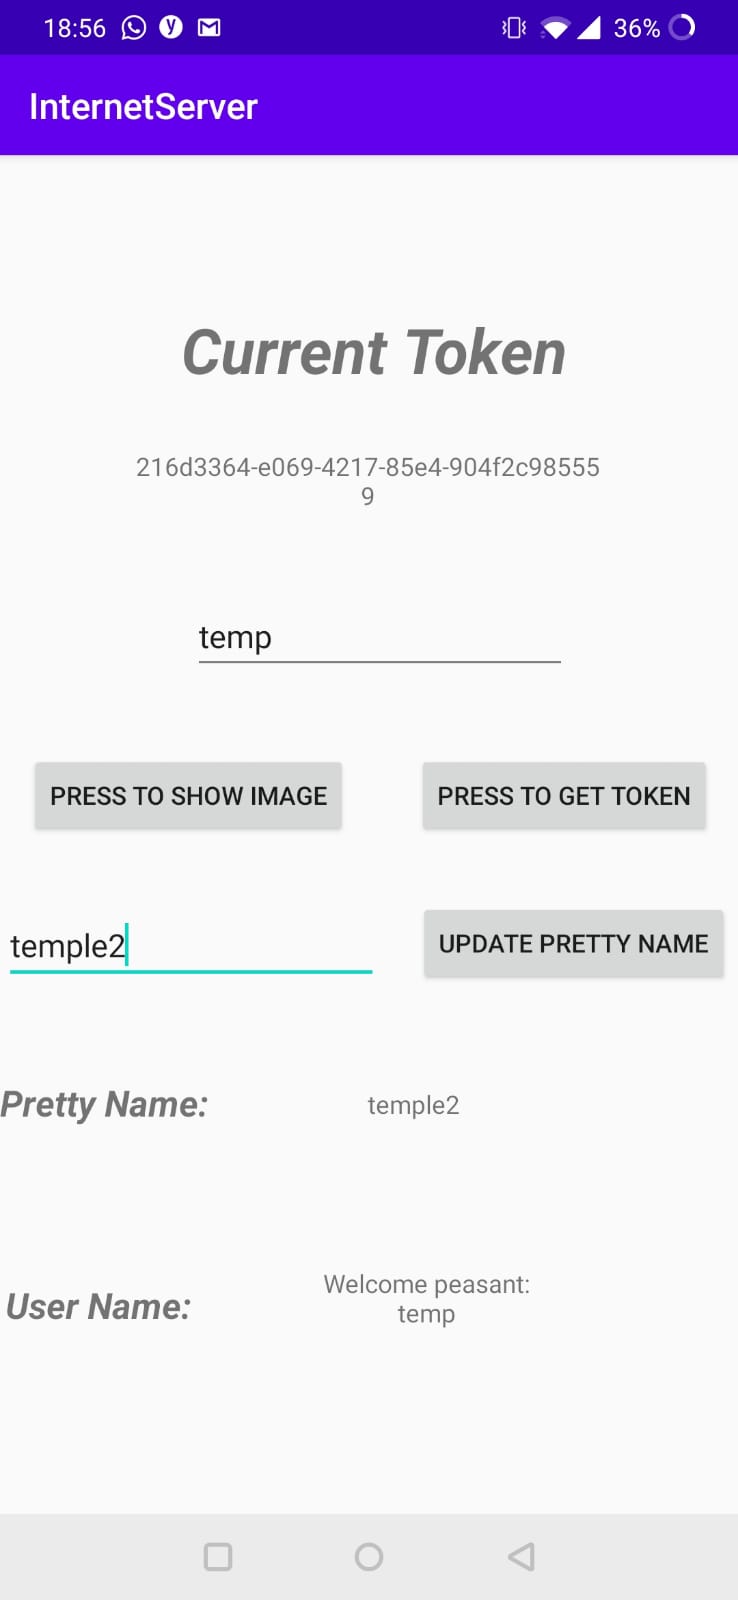 18:56 36%
InternetServer
Current Token
216d3364-e069-4217-85e4-904f2c98555
9
temp
PRESS TO SHOW IMAGE PRESS TO GET TOKEN
temple2 UPDATE PRETTY NAME
Pretty Name: temple2
Welcome peasant:
User Name: temp